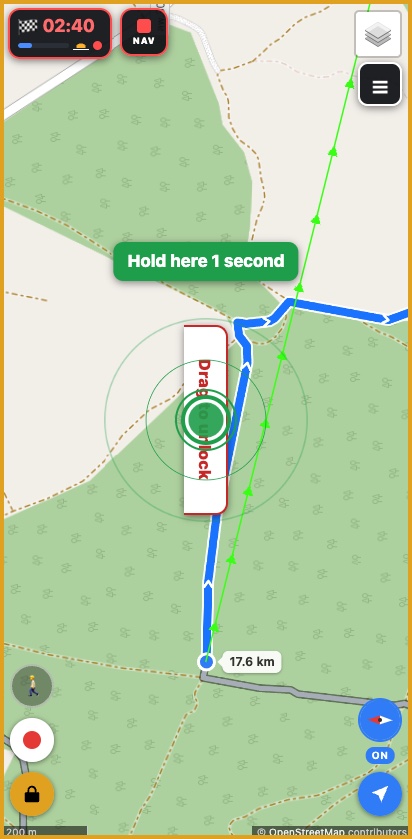 02:40
NAV
Hold here 1 second
Drag to unlock
17.6 km
ON
200 m
© OpenStreetMap contributors